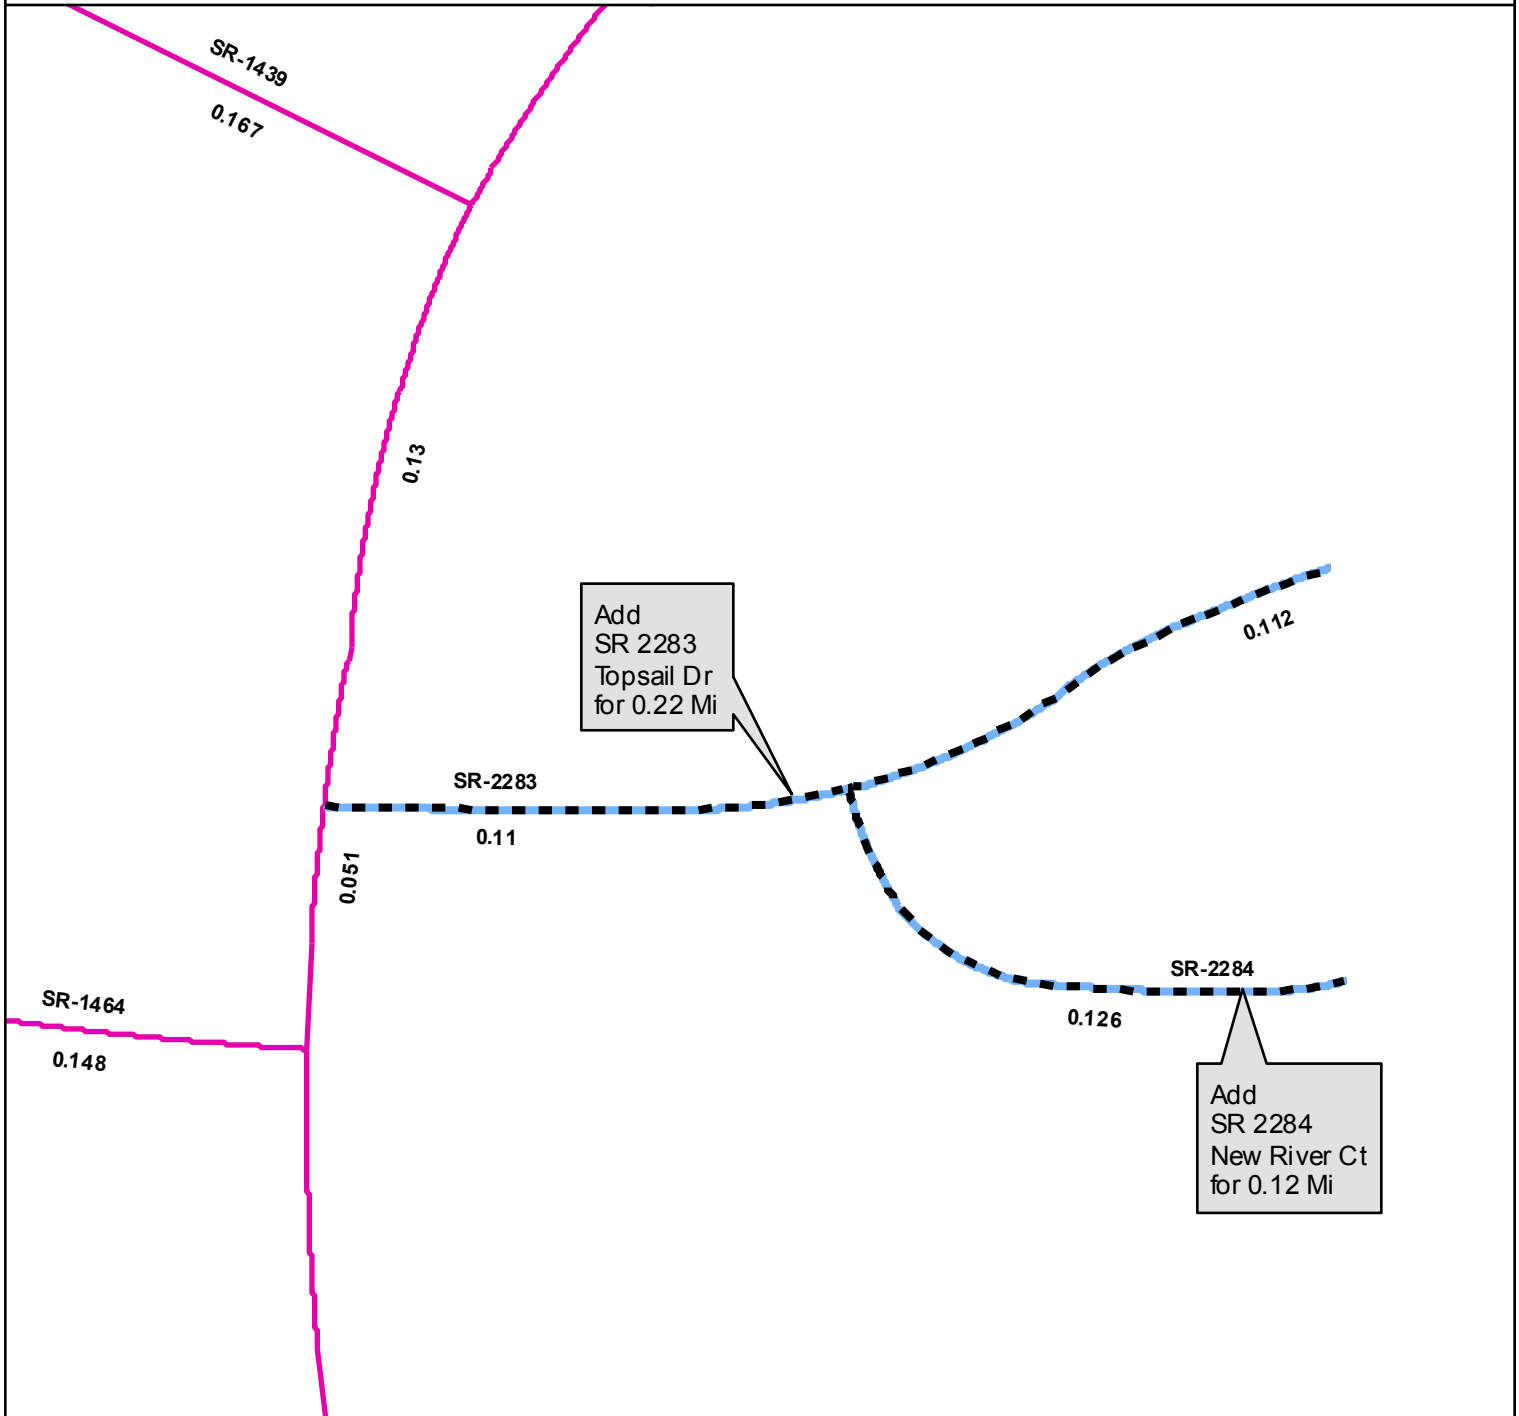 SR-1439
0.167
0.13
Add
SR 2283
Topsail Dr
for 0.22 Mi
0.112
SR-2283
0.11
0.051
SR-2284
0.126
SR-1464
0.148
Add
SR 2284
New River Ct
for 0.12 Mi